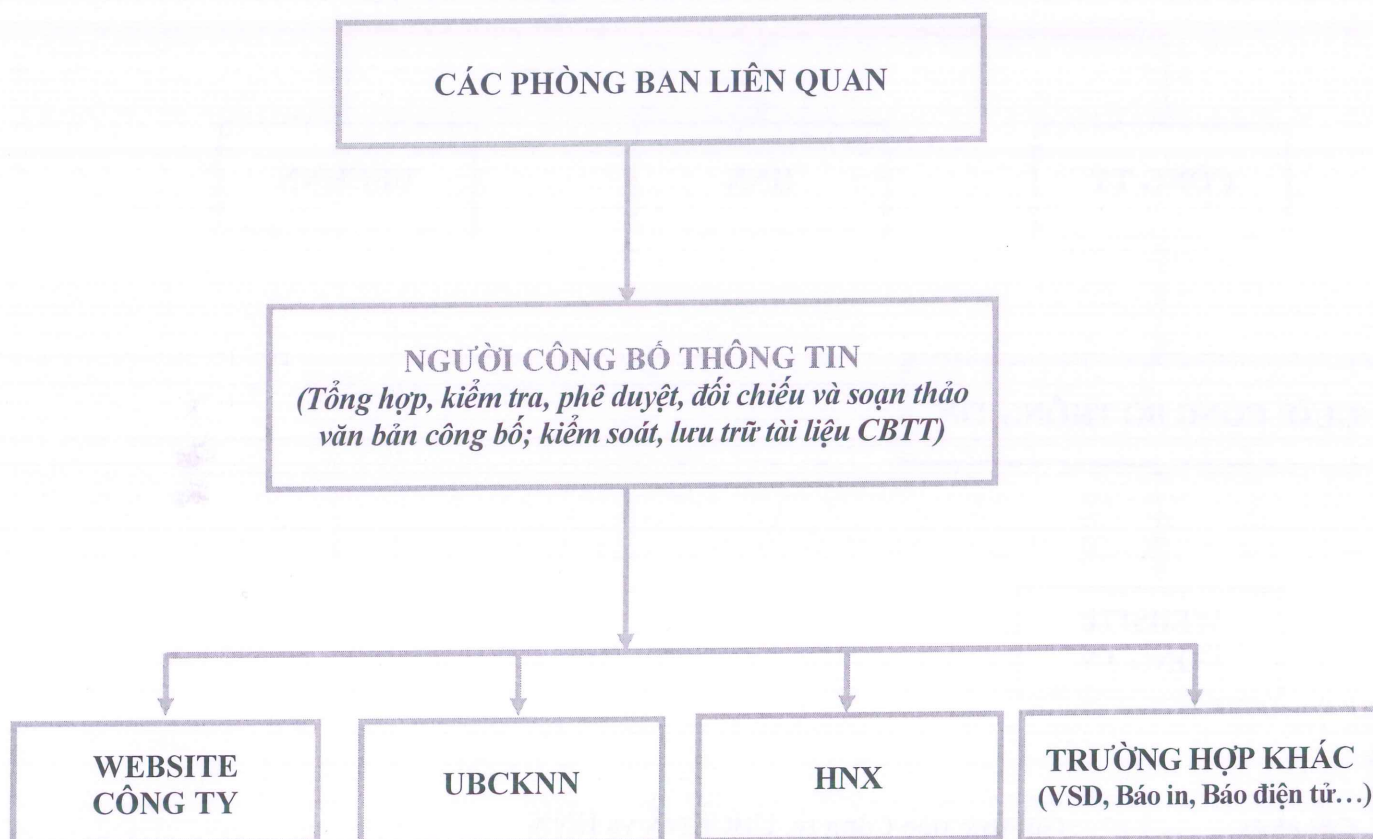 CÁC PHÒNG BAN LIÊN QUAN
NGƯỜI CÔNG BỐ THÔNG TIN
(Tổng hợp, kiểm tra, phê duyệt, đối chiếu và soạn thảo
văn bản công bố; kiểm soát, lưu trữ tài liệu CBTT)
WEBSITE
CÔNG TY
UBCKNN
HNX
TRƯỜNG HỢP KHÁC
(VSD, Báo in, Báo điện tử…)